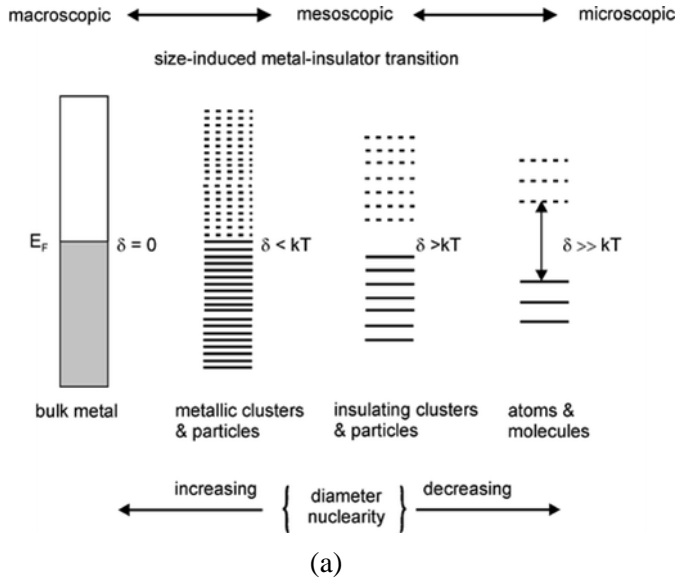 macroscopic mesoscopic microscopic
size-induced metal-insulator transition
E_F δ = 0 δ < kT δ >kT δ >> kT
bulk metal metallic clusters & particles insulating clusters & particles atoms & molecules
increasing { diameter nuclearity } decreasing
(a)